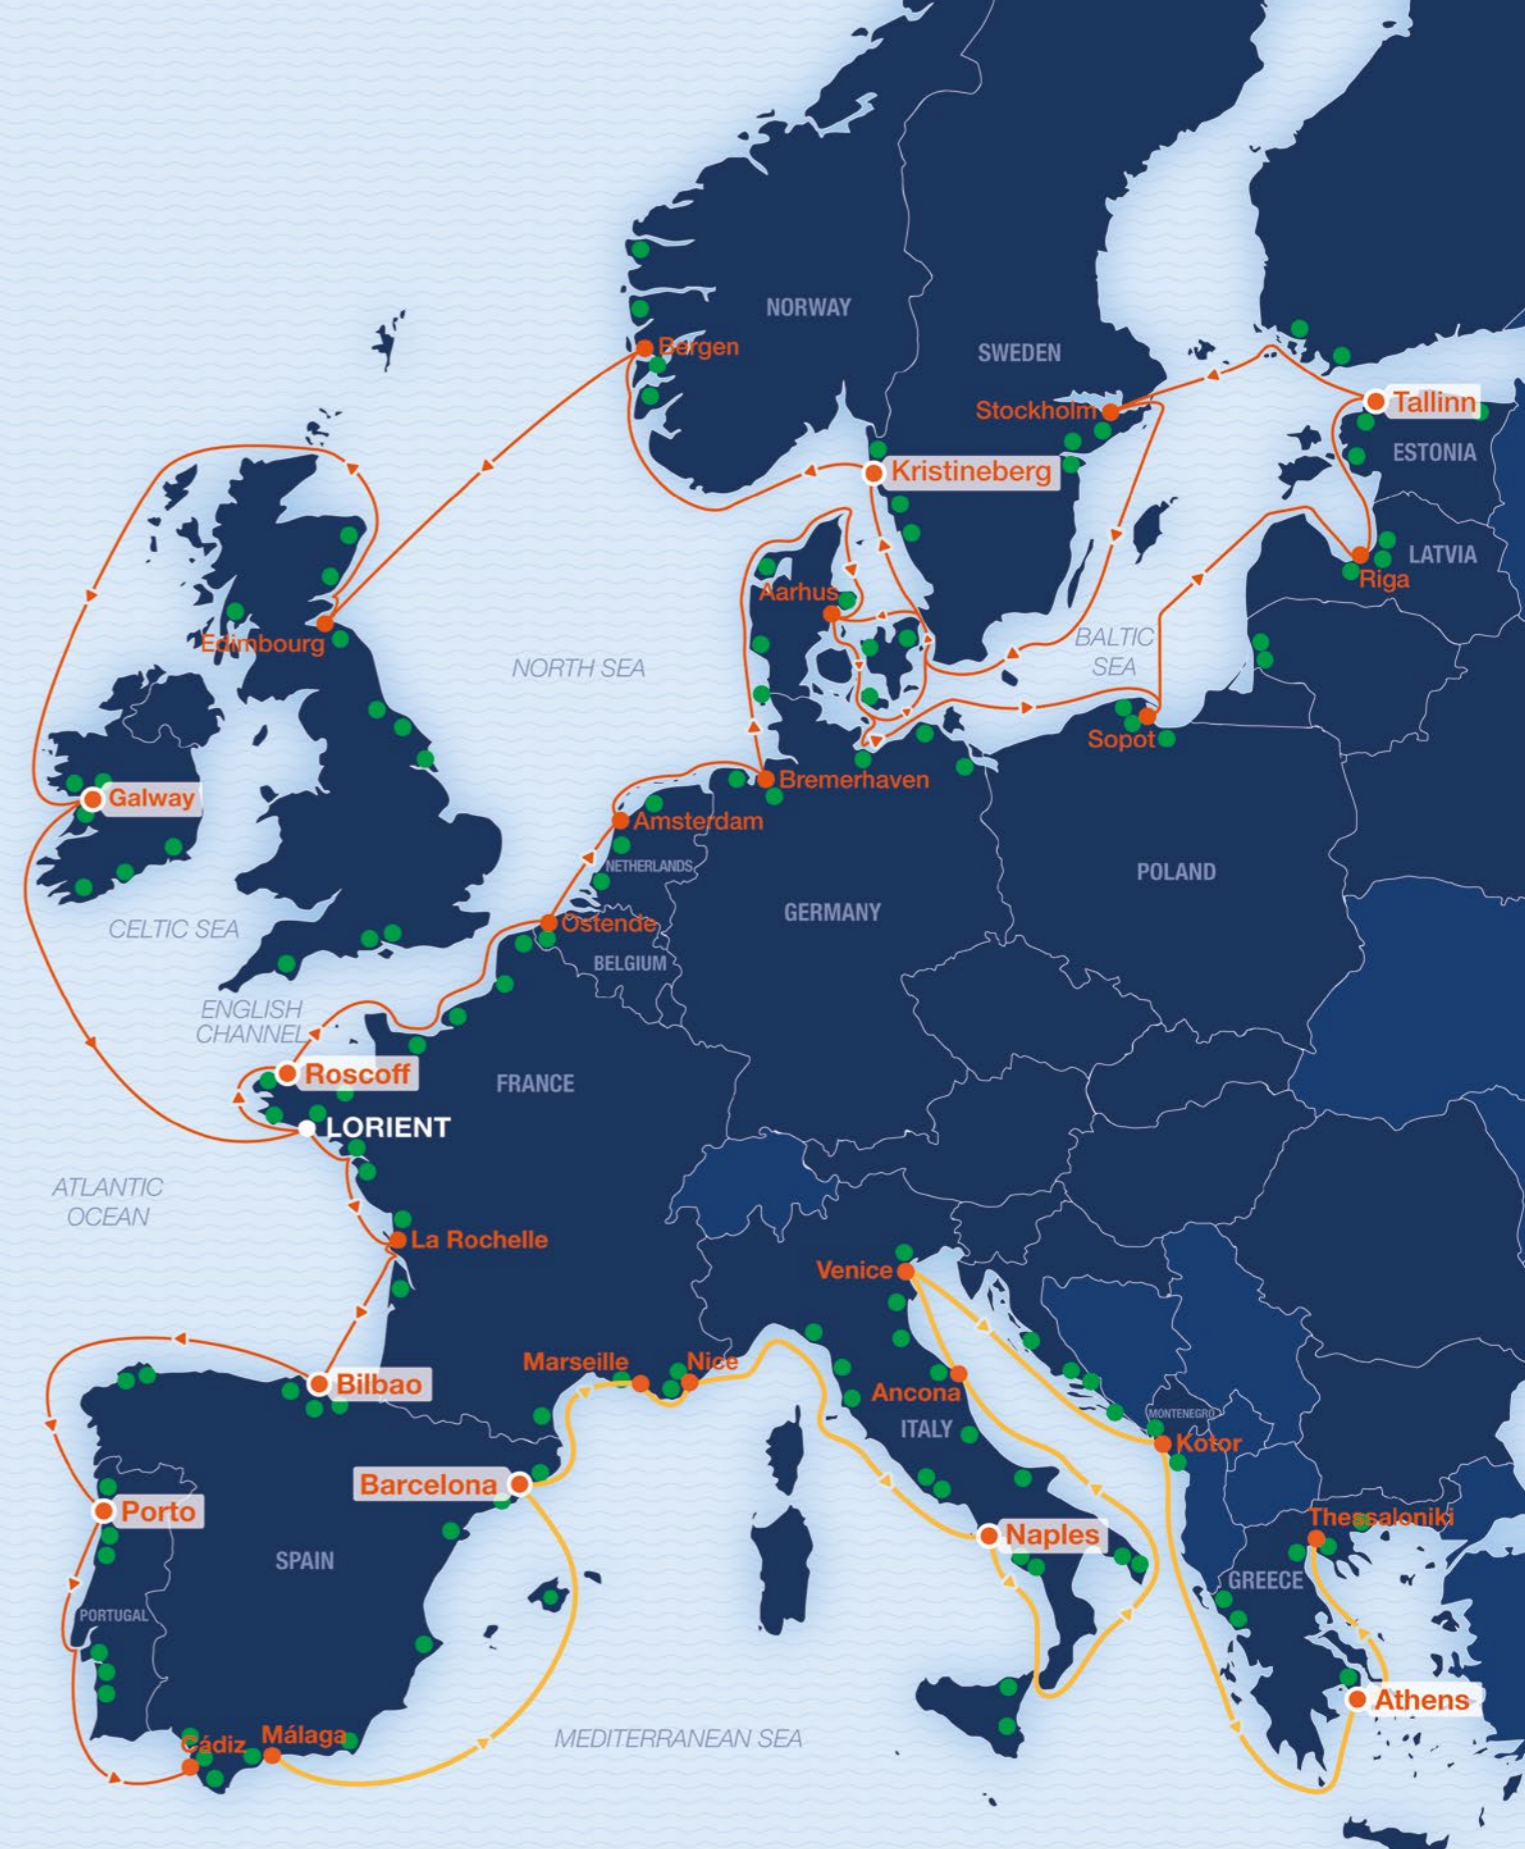 NORWAY
SWEDEN
Bergen
Stockholm
Tallinn
ESTONIA
Kristineberg
LATVIA
Riga
Aarhus
Edimbourg
BALTIC
SEA
NORTH SEA
Sopot
Bremerhaven
Galway
Amsterdam
NETHERLANDS
POLAND
GERMANY
Ostende
CELTIC SEA
BELGIUM
ENGLISH
CHANNEL
Roscoff
FRANCE
LORIENT
ATLANTIC
OCEAN
La Rochelle
Venice
Marseille
Nice
Bilbao
Ancona
MONTENEGRO
ITALY
Kotor
Barcelona
Porto
Thessaloniki
Naples
SPAIN
GREECE
PORTUGAL
Athens
Cádiz
Málaga
MEDITERRANEAN SEA